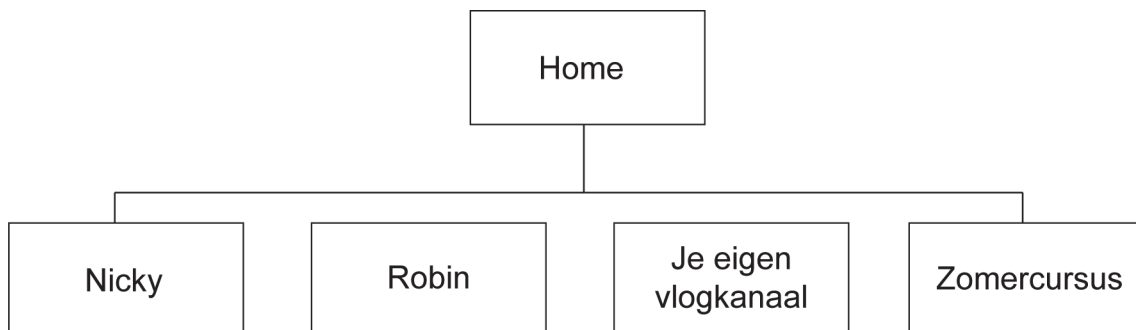 Home
Nicky
Robin
Je eigen
vlogkanaal
Zomercursus